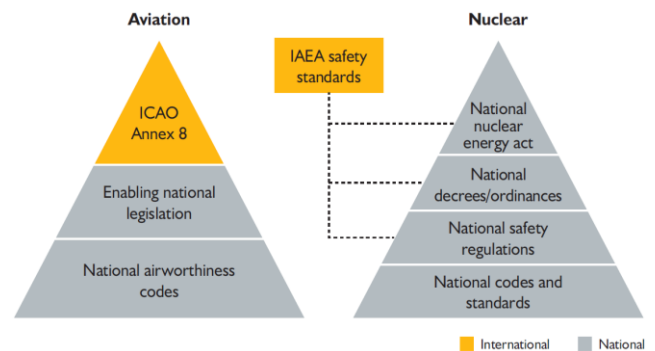 Aviation
ICAO
Annex 8
Enabling national
legislation
National airworthiness
codes
IAEA safety
standards
Nuclear
National
nuclear
energy act
National
decrees/ordinances
National safety
regulations
National codes and
standards
International
National